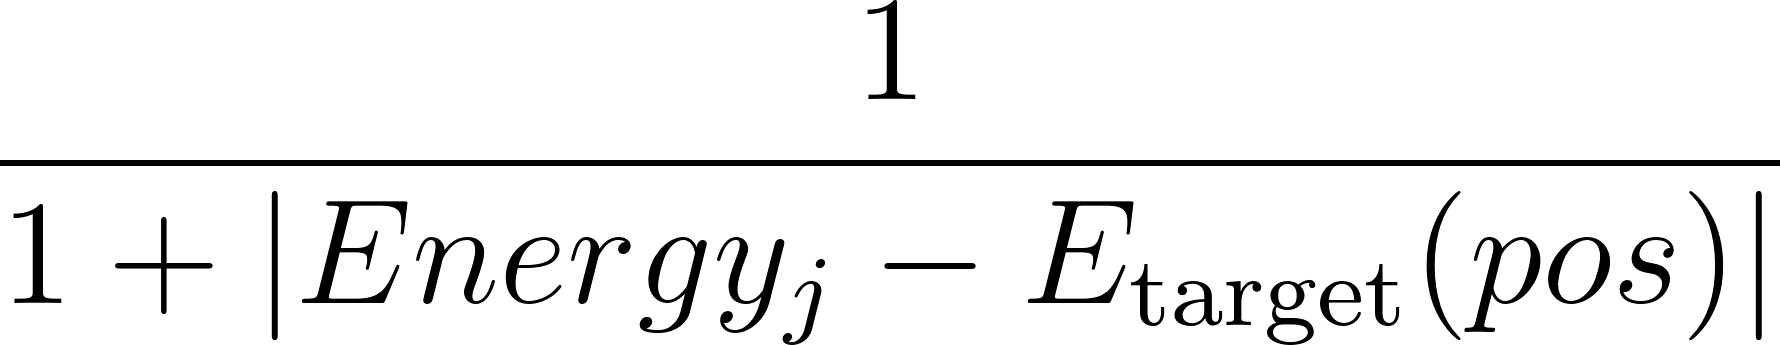 1
1 + |Energy_j − E_target(pos)|